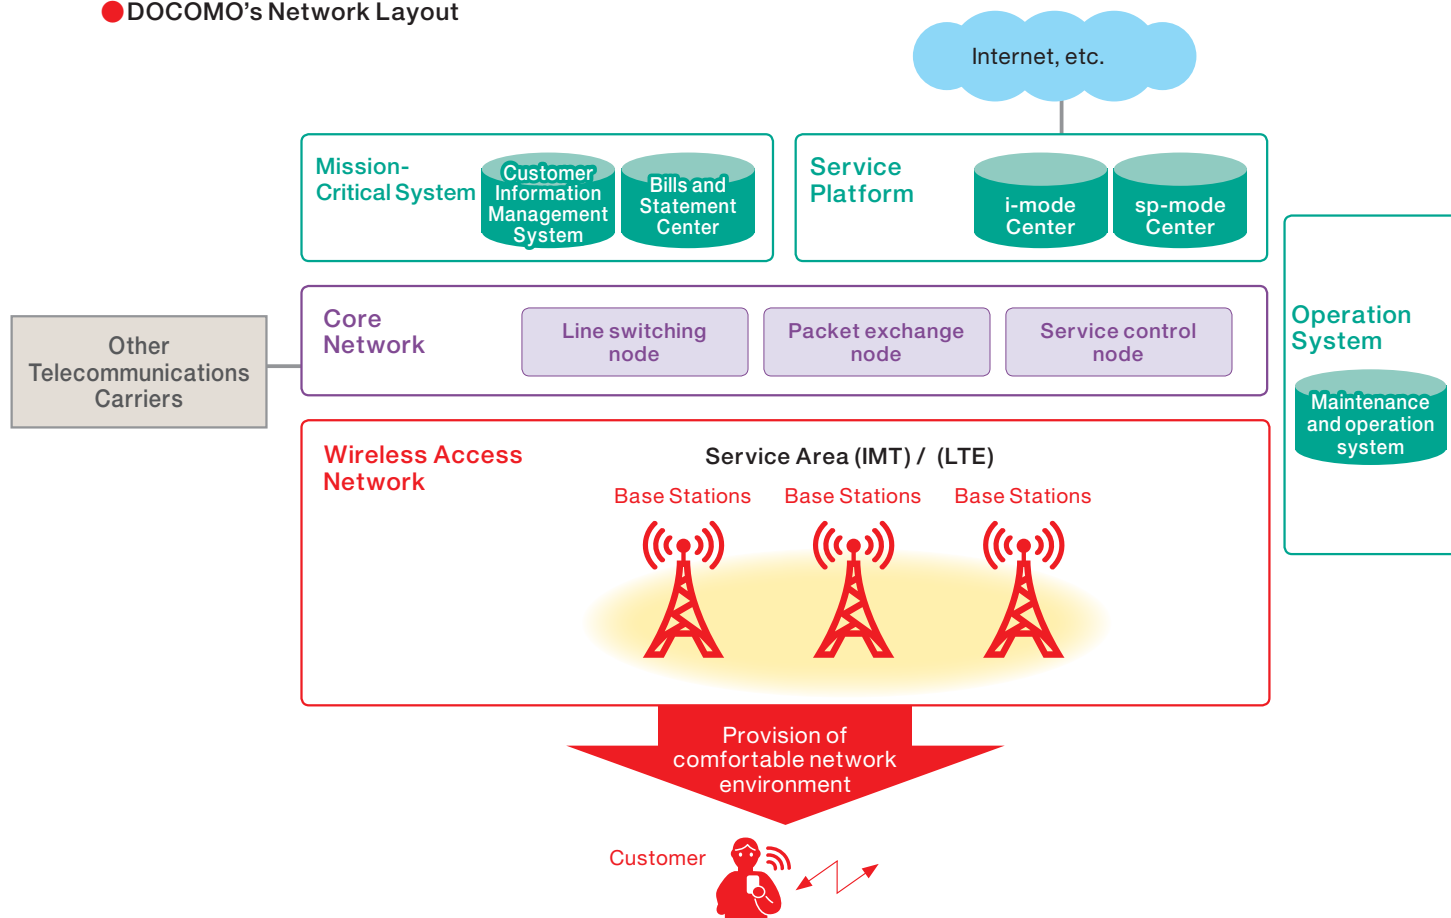 DOCOMO's Network Layout
Internet, etc.
Mission-
Critical System
Customer
Information
Management
System
Bills and
Statement
Center
Service
Platform
i-mode
Center
sp-mode
Center
Operation
System
Maintenance
and operation
system
Other
Telecommunications
Carriers
Core
Network
Line switching
node
Packet exchange
node
Service control
node
Wireless Access
Network
Service Area (IMT) / (LTE)
Base Stations
Base Stations
Base Stations
Provision of
comfortable network
environment
Customer